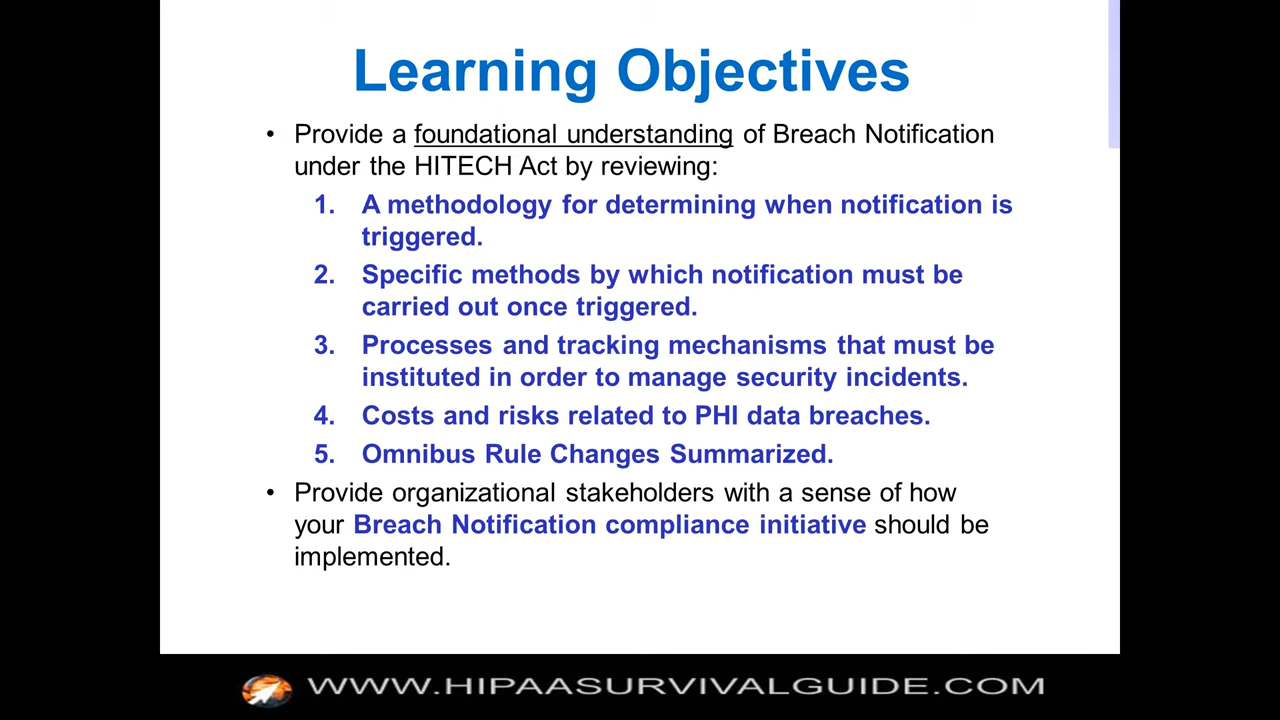 Learning Objectives
• Provide a foundational understanding of Breach Notification
under the HITECH Act by reviewing:
1. A methodology for determining when notification is
triggered.
2. Specific methods by which notification must be
carried out once triggered.
3. Processes and tracking mechanisms that must be
instituted in order to manage security incidents.
4. Costs and risks related to PHI data breaches.
5. Omnibus Rule Changes Summarized.
• Provide organizational stakeholders with a sense of how
your Breach Notification compliance initiative should be
implemented.
WWW.HIPAASURVIVALGUIDE.COM